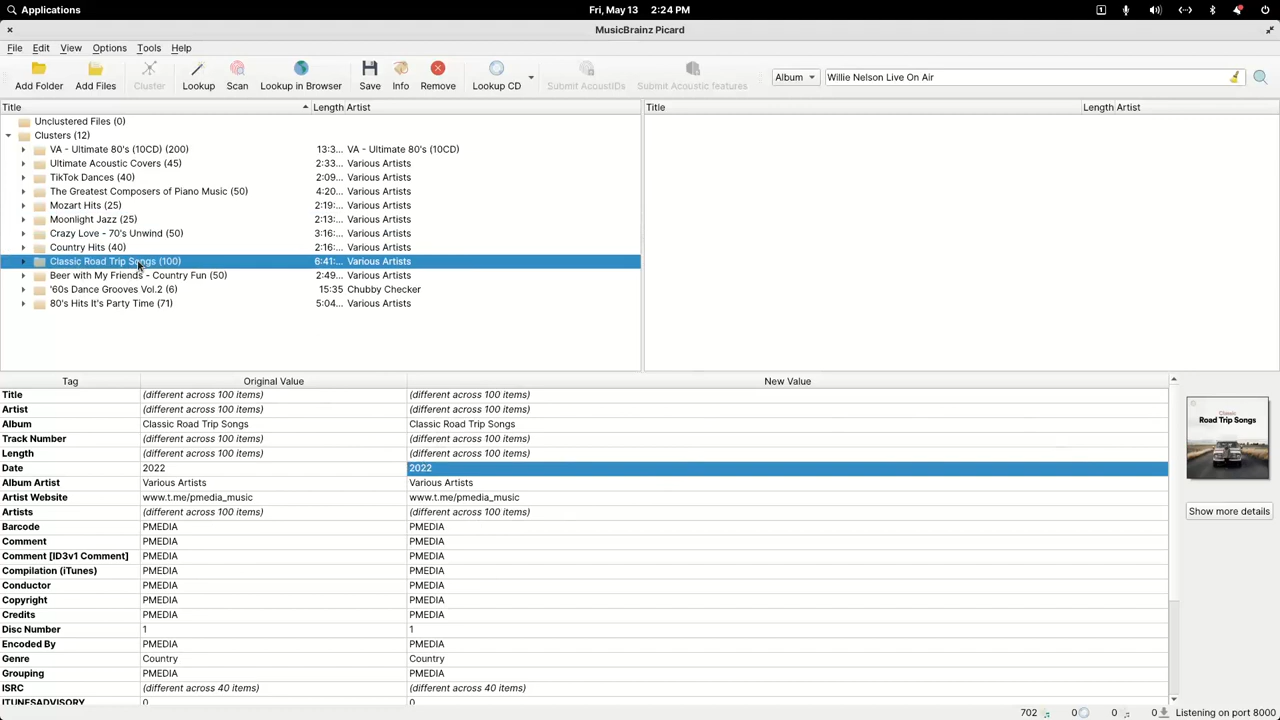 Applications
Fri, May 13 2:24 PM
1
MusicBrainz Picard
File Edit View Options Tools Help
Add Folder Add Files Cluster Lookup Scan Lookup in Browser Save Info Remove Lookup CD Submit AcoustIDs Submit Acoustic features Album Willie Nelson Live On Air
Title Length Artist Title Length Artist
Unclustered Files (0)
Clusters (12)
VA - Ultimate 80's (10CD) (200) 13:3... VA - Ultimate 80's (10CD)
Ultimate Acoustic Covers (45) 2:33... Various Artists
TikTok Dances (40) 2:09... Various Artists
The Greatest Composers of Piano Music (50) 4:20... Various Artists
Mozart Hits (25) 2:19:... Various Artists
Moonlight Jazz (25) 2:13:... Various Artists
Crazy Love - 70's Unwind (50) 3:16:... Various Artists
Country Hits (40) 2:16:... Various Artists
Classic Road Trip Songs (100) 6:41:... Various Artists
Beer with My Friends - Country Fun (50) 2:49... Various Artists
'60s Dance Grooves Vol.2 (6) 15:35 Chubby Checker
80's Hits It's Party Time (71) 5:04... Various Artists
Tag Original Value New Value
Title (different across 100 items) (different across 100 items)
Artist (different across 100 items) (different across 100 items)
Album Classic Road Trip Songs Classic Road Trip Songs
Track Number (different across 100 items) (different across 100 items)
Length (different across 100 items) (different across 100 items)
Date 2022 2022
Album Artist Various Artists Various Artists
Artist Website www.t.me/pmedia_music www.t.me/pmedia_music
Artists (different across 100 items) (different across 100 items)
Barcode PMEDIA PMEDIA
Comment PMEDIA PMEDIA
Comment [ID3v1 Comment] PMEDIA PMEDIA
Compilation (iTunes) PMEDIA PMEDIA
Conductor PMEDIA PMEDIA
Copyright PMEDIA PMEDIA
Credits PMEDIA PMEDIA
Disc Number 1 1
Encoded By PMEDIA PMEDIA
Genre Country Country
Grouping PMEDIA PMEDIA
ISRC (different across 40 items) (different across 40 items)
ITUNESADVISORY 0 0
Classic
Road Trip Songs
Show more details
702 0 0 0 Listening on port 8000